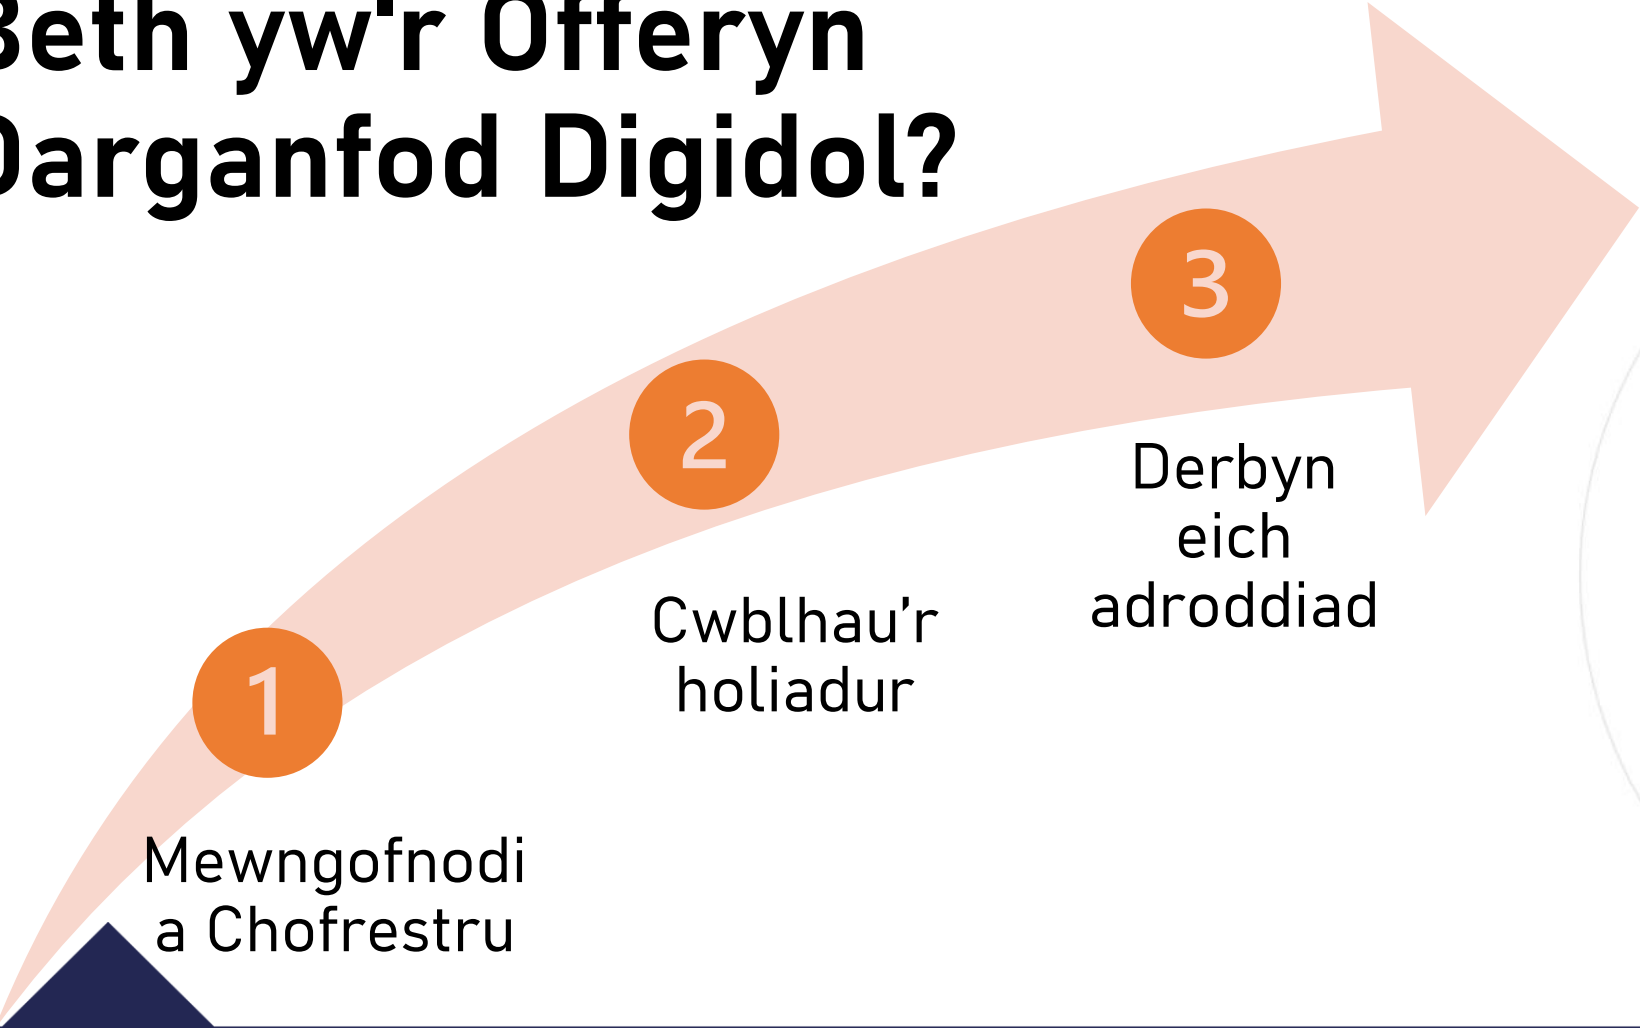 Beth yw'r Offeryn
Darganfod Digidol?
3
2
Derbyn
eich
adroddiad
Cwblhau’r
holiadur
1
Mewngofnodi
a Chofrestru